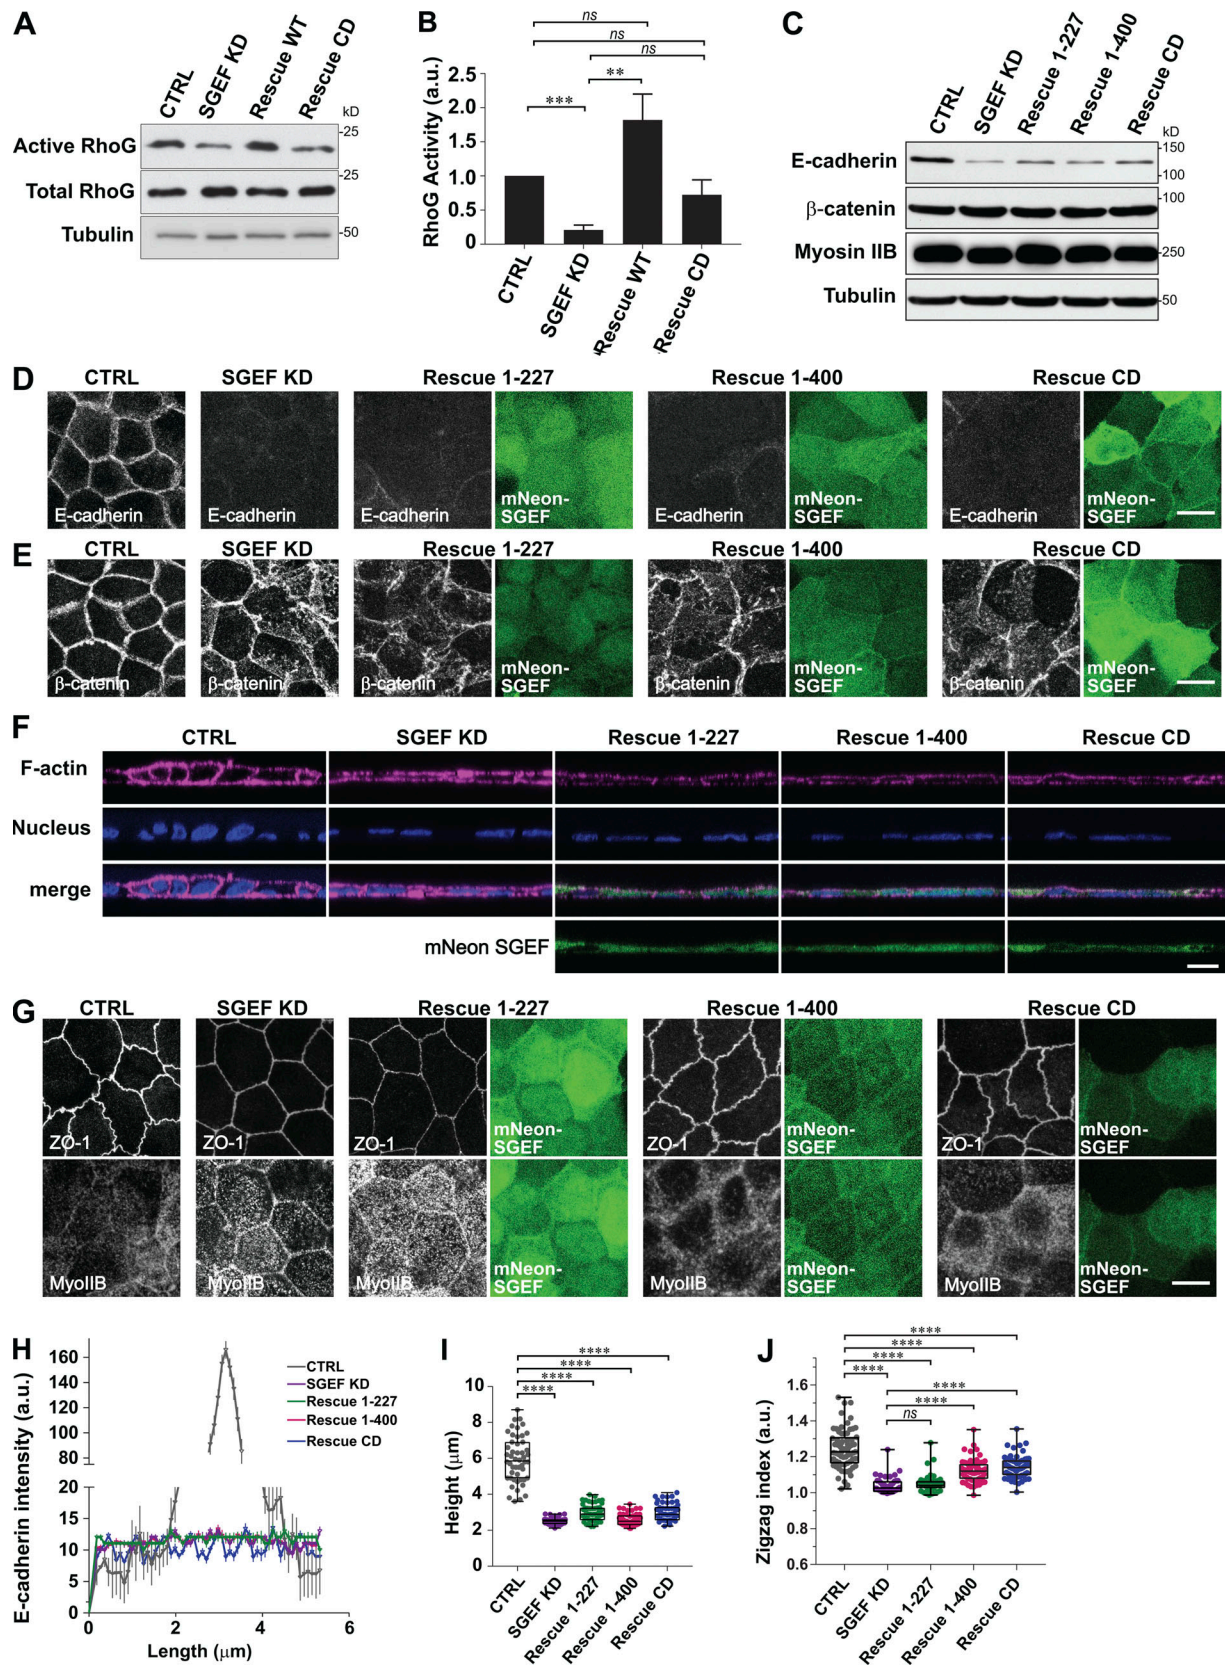 A
CTRL
SGEF KD
Rescue WT
Rescue CD
kD
Active RhoG
-25
Total RhoG
-25
Tubulin
-50
B
ns
ns
ns
**
***
RhoG Activity (a.u.)
2.5
2.0
1.5
1.0
0.5
0
CTRL
SGEF KD
Rescue WT
Rescue CD
C
CTRL
SGEF KD
Rescue 1-227
Rescue 1-400
Rescue CD
kD
E-cadherin
-150
-100
β-catenin
-100
Myosin IIB
-250
Tubulin
-50
D
CTRL
SGEF KD
Rescue 1-227
Rescue 1-400
Rescue CD
E-cadherin
E-cadherin
E-cadherin
mNeon-
SGEF
E-cadherin
mNeon-
SGEF
E-cadherin
mNeon-
SGEF
E
CTRL
SGEF KD
Rescue 1-227
Rescue 1-400
Rescue CD
β-catenin
β-catenin
β-catenin
mNeon-
SGEF
β-catenin
mNeon-
SGEF
β-catenin
mNeon-
SGEF
F
CTRL
SGEF KD
Rescue 1-227
Rescue 1-400
Rescue CD
F-actin
Nucleus
merge
mNeon SGEF
G
CTRL
SGEF KD
Rescue 1-227
Rescue 1-400
Rescue CD
ZO-1
ZO-1
ZO-1
mNeon-
SGEF
ZO-1
mNeon-
SGEF
ZO-1
mNeon-
SGEF
MyoIIB
MyoIIB
MyoIIB
mNeon-
SGEF
MyoIIB
mNeon-
SGEF
MyoIIB
mNeon-
SGEF
H
E-cadherin intensity (a.u.)
160
140
120
100
80
20
15
10
5
0
0
2
4
6
Length (μm)
CTRL
SGEF KD
Rescue 1-227
Rescue 1-400
Rescue CD
I
****
****
****
****
Height (μm)
10
8
6
4
2
0
CTRL
SGEF KD
Rescue 1-227
Rescue 1-400
Rescue CD
J
****
****
****
****
****
****
ns
Zigzag index (a.u.)
1.6
1.4
1.2
1.0
0.8
0.6
CTRL
SGEF KD
Rescue 1-227
Rescue 1-400
Rescue CD